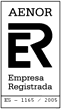 AENOR
ER
Empresa
Registrada
ES - 1165 / 2005